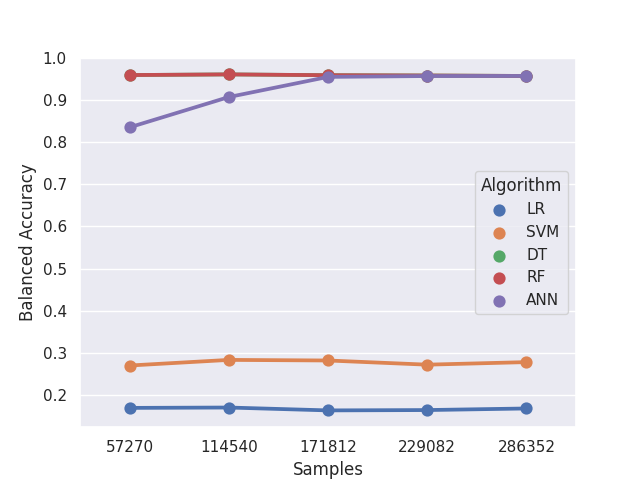 1.0
0.9
0.8
0.7
0.6
0.5
0.4
0.3
0.2
Balanced Accuracy
Algorithm
LR
SVM
DT
RF
ANN
57270 114540 171812 229082 286352
Samples